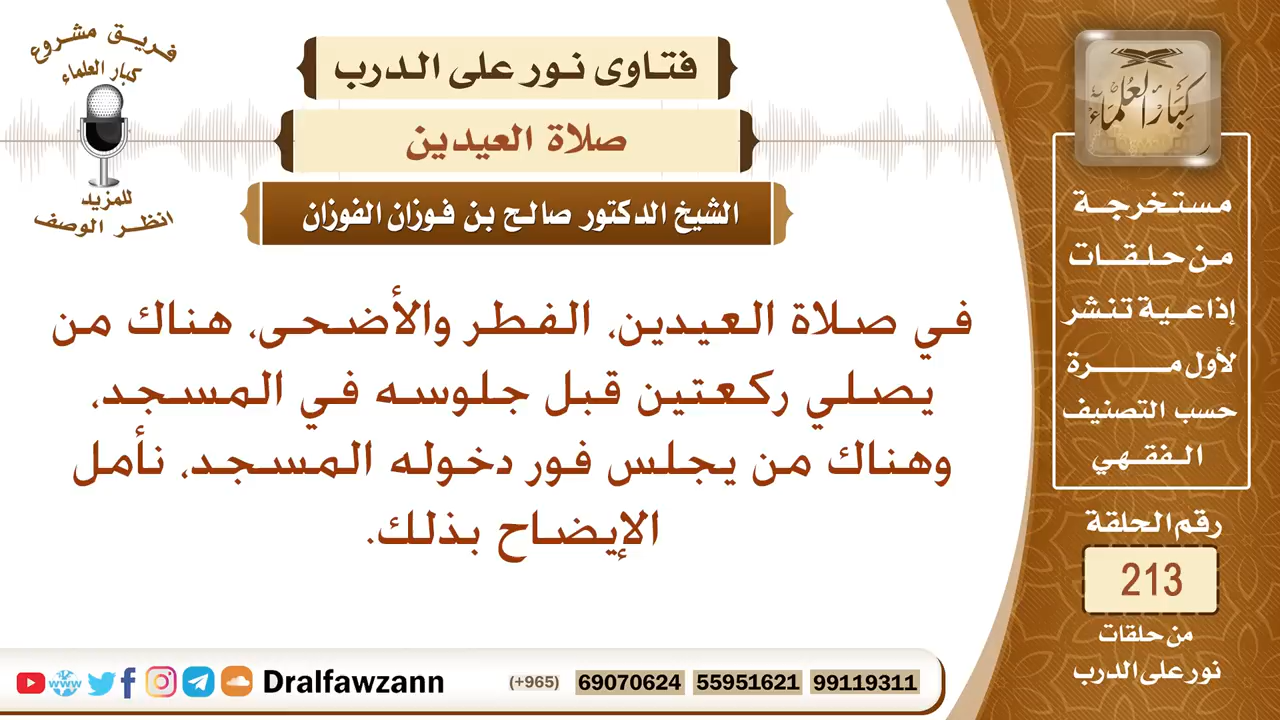 فريق مشروع
كبار العلماء
للمزيد
انظر الوصف
فتاوى نور على الدرب
صلاة العيدين
الشيخ الدكتور صالح بن فوزان الفوزان
في صلاة العيدين، الفطر والأضحى، هناك من
يصلي ركعتين قبل جلوسه في المسجد،
وهناك من يجلس فور دخوله المسجد، نأمل
الإيضاح بذلك.
كبار العلماء
مستخرجة
من حلقات
إذاعية تنشر
لأول مرة
حسب التصنيف
الفقهي
رقم الحلقة
213
من حلقات
نور على الدرب
www Dralfawzann (+965) 69070624 55951621 99119311